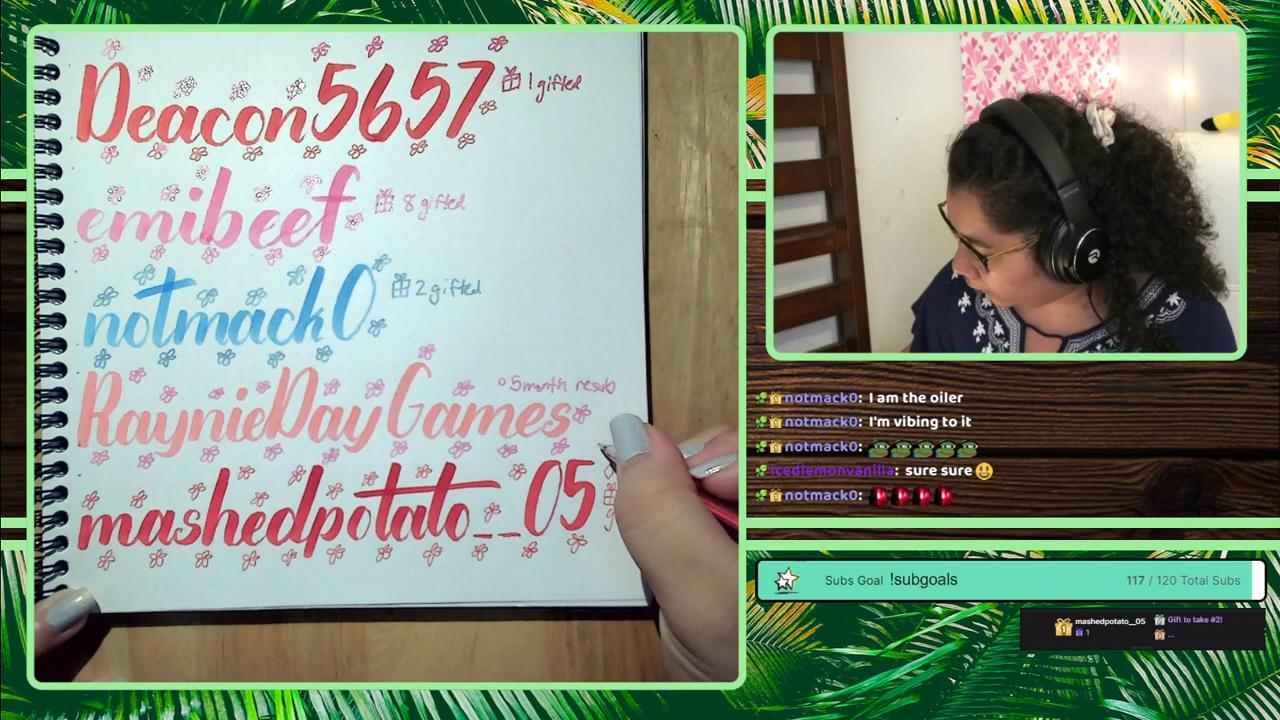 Deacon5657 1 gifted
emibeef 8 gifted
notmack0 2 gifted
RaynieDayGames 5 month resub
mashedpotato__05
notmack0: I am the oiler
notmack0: I'm vibing to it
notmack0:
icedlemonvanilla: sure sure 😃
notmack0:
Subs Goal !subgoals 117 / 120 Total Subs
1 mashedpotato__05 Gift to take #2!
1 ...